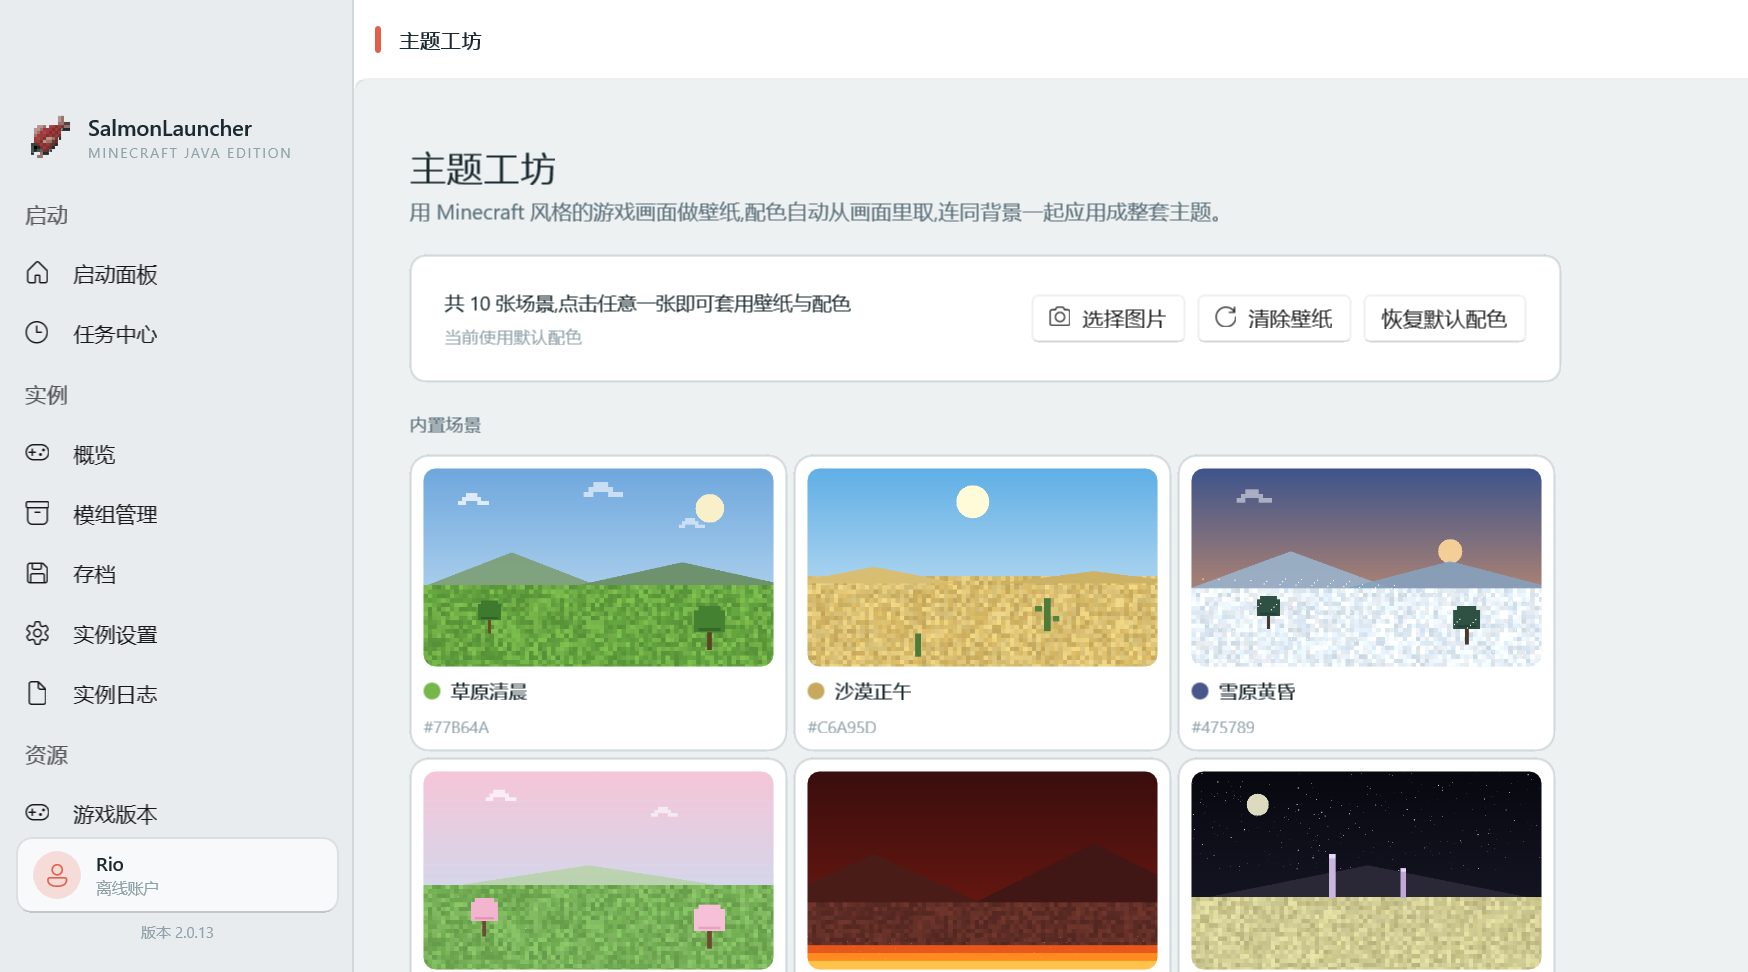 主题工坊
SalmonLauncher
MINECRAFT JAVA EDITION
启动
启动面板
任务中心
实例
概览
模组管理
存档
实例设置
实例日志
资源
游戏版本
Rio
离线账户
版本 2.0.13
主题工坊
用 Minecraft 风格的游戏画面做壁纸,配色自动从画面里取,连同背景一起应用成整套主题。
共 10 张场景,点击任意一张即可套用壁纸与配色
当前使用默认配色
选择图片
清除壁纸
恢复默认配色
内置场景
草原清晨
#77B64A
沙漠正午
#C6A95D
雪原黄昏
#475789